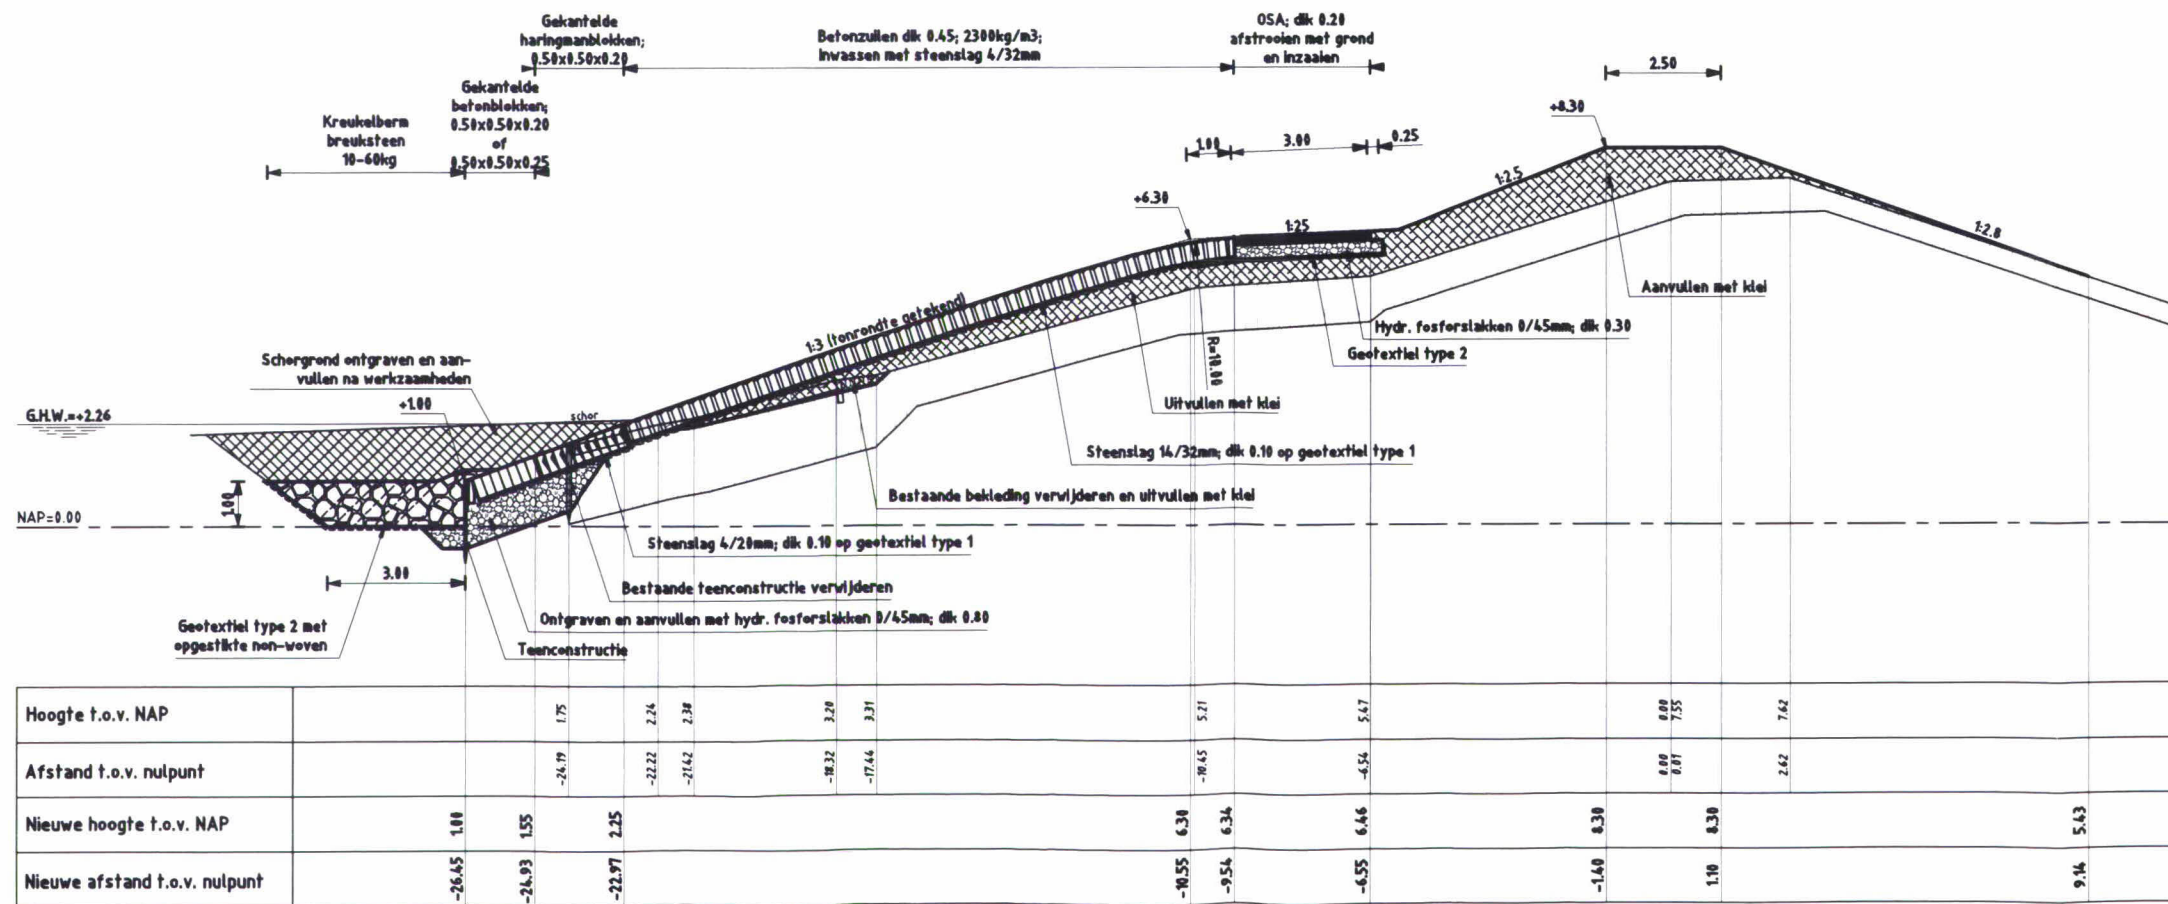 Gekantelde
haringmanblokken;
0.50x0.50x0.20
Betonzuilen dik 0.45; 2300kg/m3;
Inwassen met steenslag 4/32mm
OSA; dik 0.20
afstrooien met grond
en inzaaien
2.50
Gekantelde
betonblokken;
0.50x0.50x0.20
of
0.50x0.50x0.25
Kreukelberm
breuksteen
10-60kg
+8.30
1.00
3.00
0.25
1:2.5
+6.30
1:25
1:2.8
Aanvullen met klei
Hydr. fosforslakken 0/45mm; dik 0.30
Geotextiel type 2
R=10.00
1:3 (tonrondte getekend)
Schorgrond ontgraven en aan-
vullen na werkzaamheden
+1.00
schor
G.H.W.=+2.26
Uitvullen met klei
Steenslag 14/32mm; dik 0.10 op geotextiel type 1
Bestaande bekleding verwijderen en uitvullen met klei
1.00
NAP=0.00
Steenslag 4/20mm; dik 0.10 op geotextiel type 1
3.00
Bestaande teenconstructie verwijderen
Ontgraven en aanvullen met hydr. fosforslakken 0/45mm; dik 0.80
Geotextiel type 2 met
opgestikte non-woven
Teenconstructie
Hoogte t.o.v. NAP 1.75 2.24 2.38 3.20 3.31 5.21 5.47 0.00 7.55 7.62
Afstand t.o.v. nulpunt -24.19 -22.22 -21.42 -18.32 -17.44 -10.45 -6.54 0.00 0.01 2.62
Nieuwe hoogte t.o.v. NAP 1.00 1.55 2.25 6.30 6.34 6.46 8.30 8.30 5.43
Nieuwe afstand t.o.v. nulpunt -26.45 -24.93 -22.97 -10.55 -9.54 -6.55 -1.40 1.10 9.14